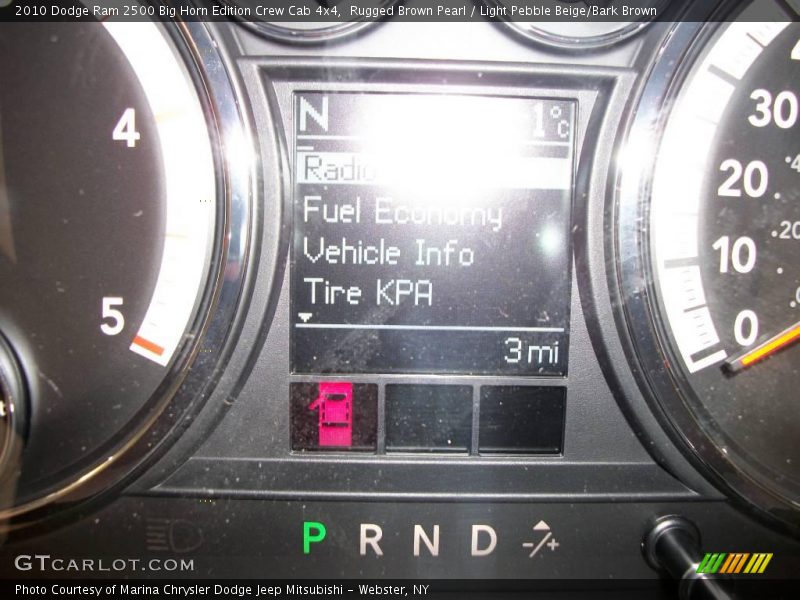 2010 Dodge Ram 2500 Big Horn Edition Crew Cab 4x4, Rugged Brown Pearl / Light Pebble Beige/Bark Brown
4
5
N 1°C
Fuel Economy
Vehicle Info
Tire KPA
3 mi
30
20
10
0
20
P R N D -/+
GTCARLOT.COM
Photo Courtesy of Marina Chrysler Dodge Jeep Mitsubishi - Webster, NY